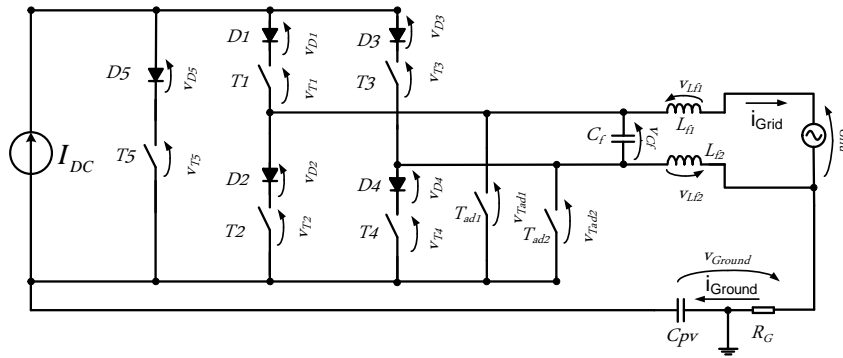 D1
v_D1
D3
v_D3
D5
v_D5
T1
v_T1
T3
v_T3
v_Lf1
L_f1
i_Grid
I_DC
T5
v_T5
C_f
v_Cf
D2
v_D2
D4
v_D4
L_f2
v_Lf2
T2
v_T2
T4
v_T4
T_ad1
v_Tad1
T_ad2
v_Tad2
v_Ground
i_Ground
Cpv
R_G